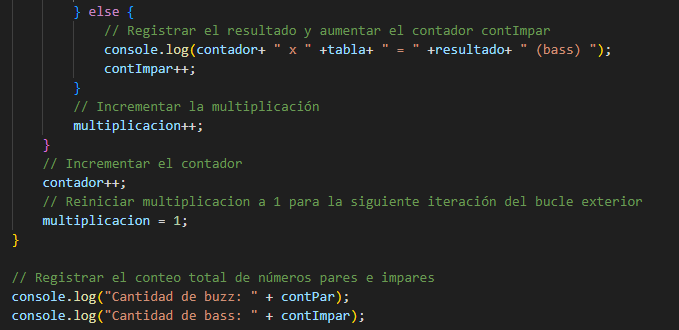 } else {
// Registrar el resultado y aumentar el contador contImpar
console.log(contador+ " x " +tabla+ " = " +resultado+ " (bass) ");
contImpar++;
}
// Incrementar la multiplicación
multiplicacion++;
}
// Incrementar el contador
contador++;
// Reiniciar multiplicacion a 1 para la siguiente iteración del bucle exterior
multiplicacion = 1;
}
// Registrar el conteo total de números pares e impares
console.log("Cantidad de buzz: " + contPar);
console.log("Cantidad de bass: " + contImpar);